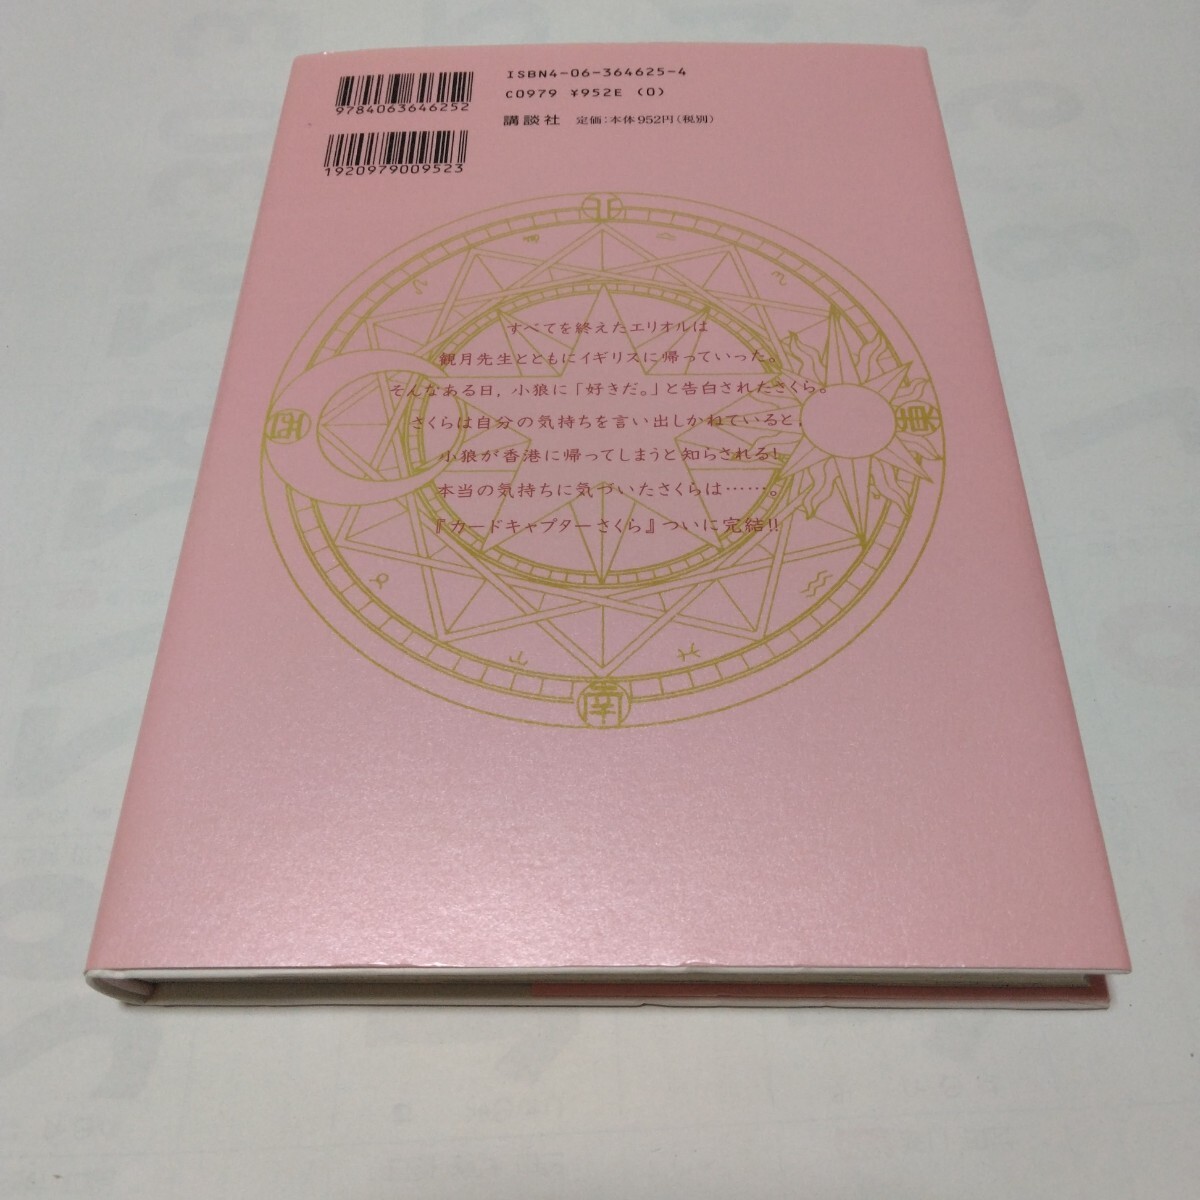 ISBN4-06-364625-4
C0979 ¥952E (0)
講談社 定価:本体952円(税別)
9784063646252
1920979009523
すべてを終えたエリオルは
観月先生とともにイギリスに帰っていった。
そんなある日,小狼に「好きだ。」と告白されたさくら。
さくらは自分の気持ちを言い出しかねていると,
小狼が香港に帰ってしまうと知らされる!
本当の気持ちに気づいたさくらは……。
『カードキャプターさくら』ついに完結!!
西
東
南